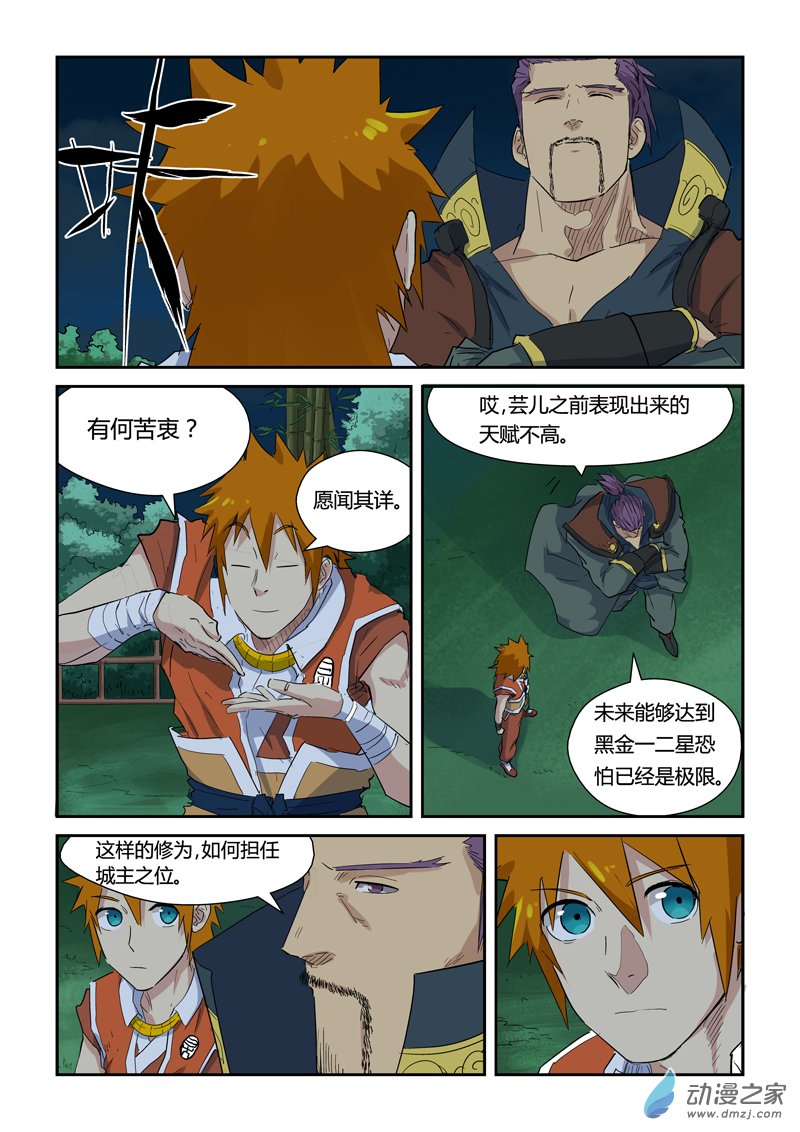 有何苦衷？
愿闻其详。
哎，芸儿之前表现出来的
天赋不高。
未来能够达到
黑金一二星恐
怕已经是极限。
这样的修为，如何担任
城主之位。
动漫之家
www.dmzj.com